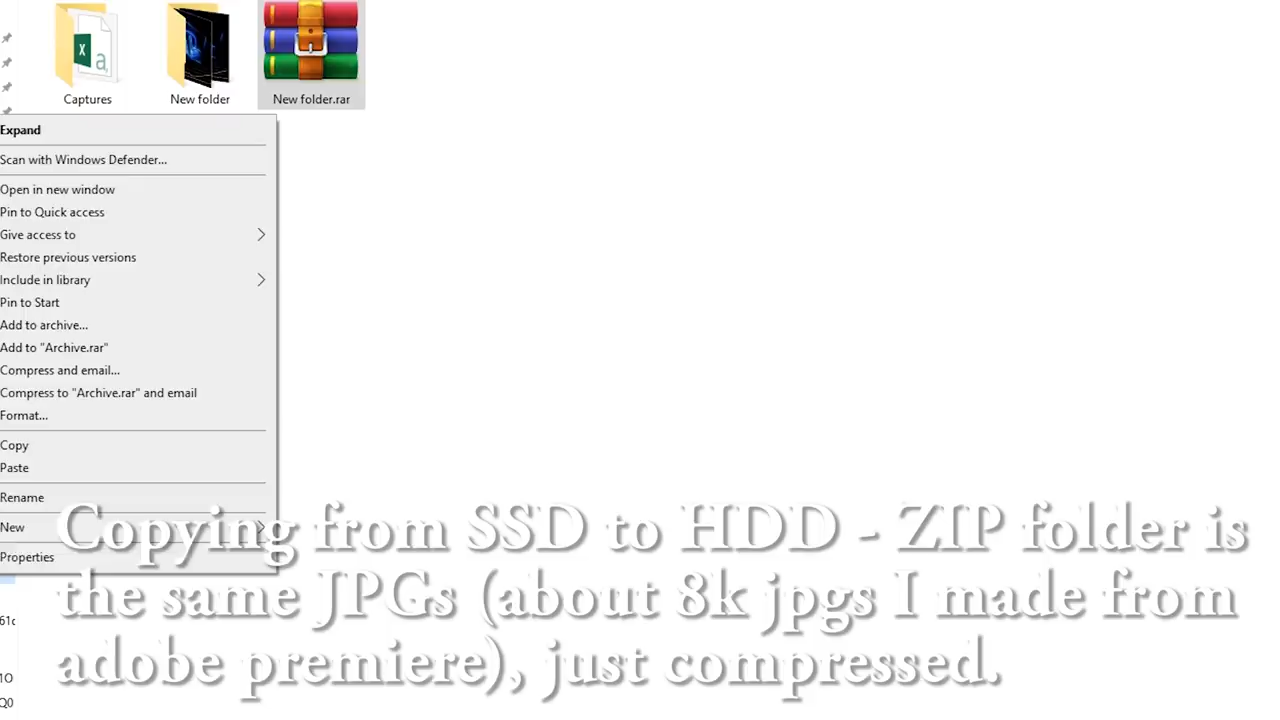 Captures
New folder
New folder.rar
Expand
Scan with Windows Defender...
Open in new window
Pin to Quick access
Give access to
Restore previous versions
Include in library
Pin to Start
Add to archive...
Add to "Archive.rar"
Compress and email...
Compress to "Archive.rar" and email
Format...
Copy
Paste
Rename
New
Properties
Copying from SSD to HDD - ZIP folder is
the same JPGs (about 8k jpgs I made from
adobe premiere), just compressed.